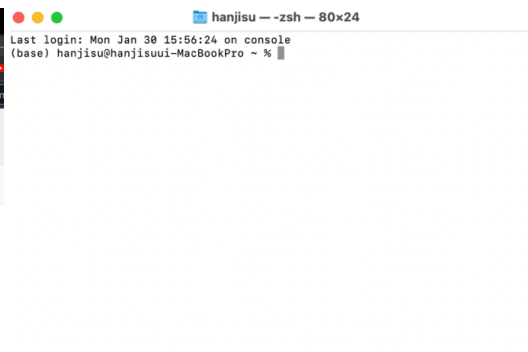 hanjisu — -zsh — 80×24
Last login: Mon Jan 30 15:56:24 on console
(base) hanjisu@hanjisuui-MacBookPro ~ %